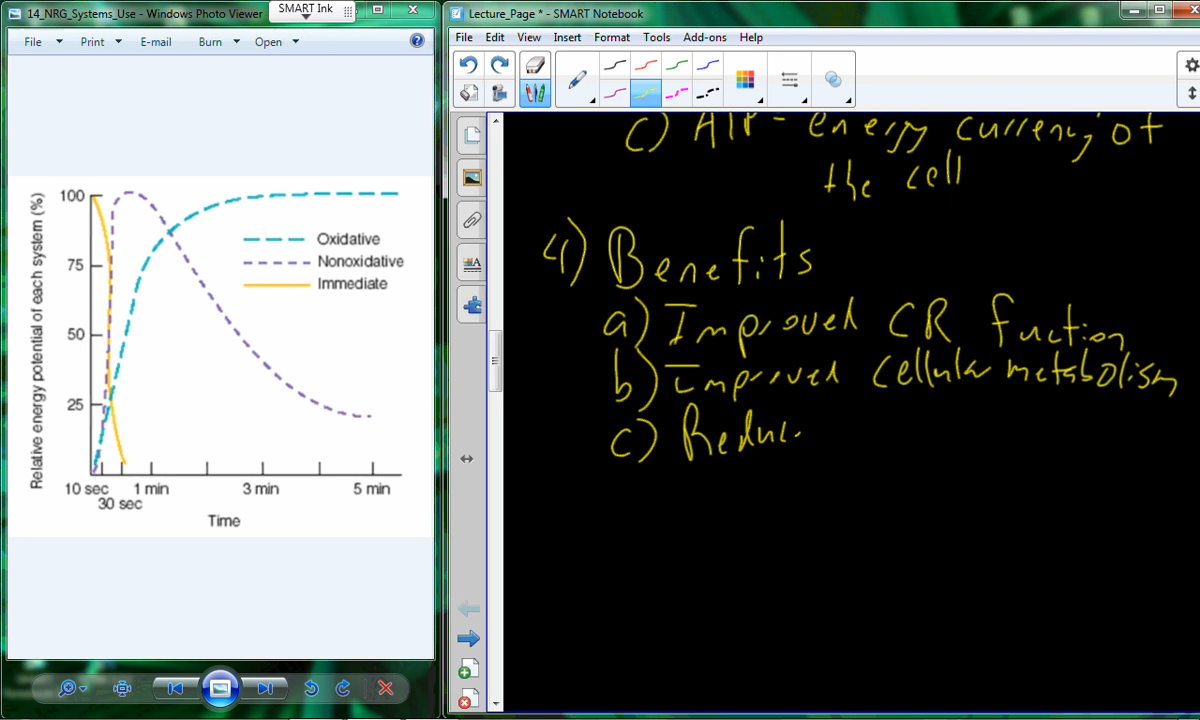 14_NRG_Systems_Use - Windows Photo Viewer
SMART Ink
File Print E-mail Burn Open
Relative energy potential of each system (%)
100
75
50
25
Oxidative
Nonoxidative
Immediate
10 sec 1 min 3 min 5 min
30 sec
Time
Lecture_Page * - SMART Notebook
File Edit View Insert Format Tools Add-ons Help
c) ATP - energy currency of
the cell
4) Benefits
a) Improved CR function
b) Improved cellular metabolism
c) Reduc